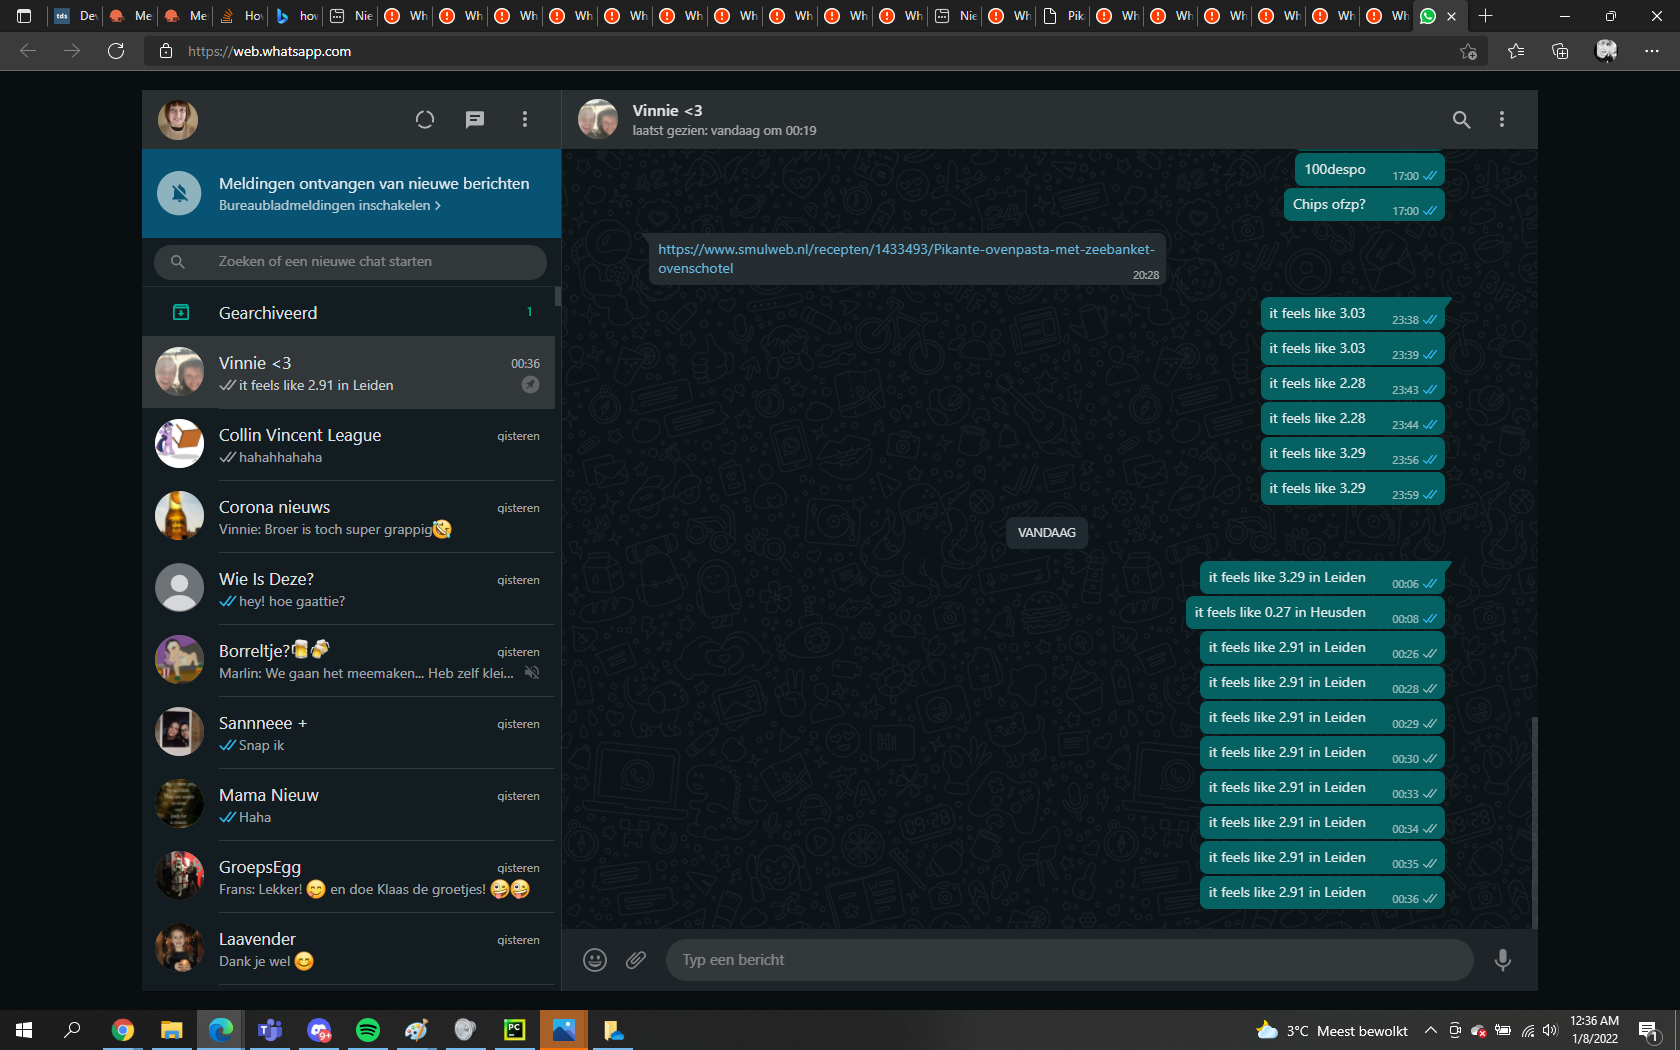 Dev
Me
Me
How
how
Nie
Wh
Wh
Wh
Wh
Wh
Wh
Wh
Wh
Wh
Wh
Nie
Wh
Pik
Wh
Wh
Wh
Wh
Wh
Wh
https://web.whatsapp.com
Vinnie <3
laatst gezien: vandaag om 00:19
Meldingen ontvangen van nieuwe berichten
Bureaubladmeldingen inschakelen >
Zoeken of een nieuwe chat starten
Gearchiveerd 1
Vinnie <3 00:36
it feels like 2.91 in Leiden
Collin Vincent League gisteren
hahahhahaha
Corona nieuws gisteren
Vinnie: Broer is toch super grappig🤣
Wie Is Deze? gisteren
hey! hoe gaattie?
Borreltje?🍺🍻 gisteren
Marlin: We gaan het meemaken... Heb zelf klei...
Sannneee + gisteren
Snap ik
Mama Nieuw gisteren
Haha
GroepsEgg gisteren
Frans: Lekker! 😋 en doe Klaas de groetjes! 🤪🤪
Laavender gisteren
Dank je wel 😊
100despo 17:00
Chips ofzp? 17:00
https://www.smulweb.nl/recepten/1433493/Pikante-ovenpasta-met-zeebanket-
ovenschotel 20:28
it feels like 3.03 23:38
it feels like 3.03 23:39
it feels like 2.28 23:43
it feels like 2.28 23:44
it feels like 3.29 23:56
it feels like 3.29 23:59
VANDAAG
it feels like 3.29 in Leiden 00:06
it feels like 0.27 in Heusden 00:08
it feels like 2.91 in Leiden 00:26
it feels like 2.91 in Leiden 00:28
it feels like 2.91 in Leiden 00:29
it feels like 2.91 in Leiden 00:30
it feels like 2.91 in Leiden 00:33
it feels like 2.91 in Leiden 00:34
it feels like 2.91 in Leiden 00:35
it feels like 2.91 in Leiden 00:36
Typ een bericht
3°C Meest bewolkt
12:36 AM
1/8/2022